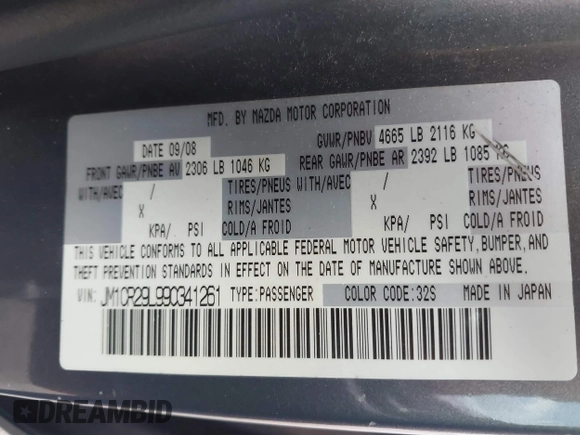 MFD. BY MAZDA MOTOR CORPORATION
DATE 09/08 GVWR/PNBV 4665 LB 2116 KG
FRONT GAWR/PNBE AV 2306 LB 1046 KG REAR GAWR/PNBE AR 2392 LB 1085 KG
WITH/AVEC / TIRES/PNEUS WITH/AVEC / TIRES/PNEUS
X RIMS/JANTES X RIMS/JANTES
KPA/ PSI COLD/A FROID KPA/ PSI COLD/A FROID
THIS VEHICLE CONFORMS TO ALL APPLICABLE FEDERAL MOTOR VEHICLE SAFETY, BUMPER, AND
THEFT PREVENTION STANDARDS IN EFFECT ON THE DATE OF MANUFACTURE SHOWN ABOVE.
VIN: JM1CR29L990341261 TYPE:PASSENGER COLOR CODE:32S MADE IN JAPAN
DREAMBID